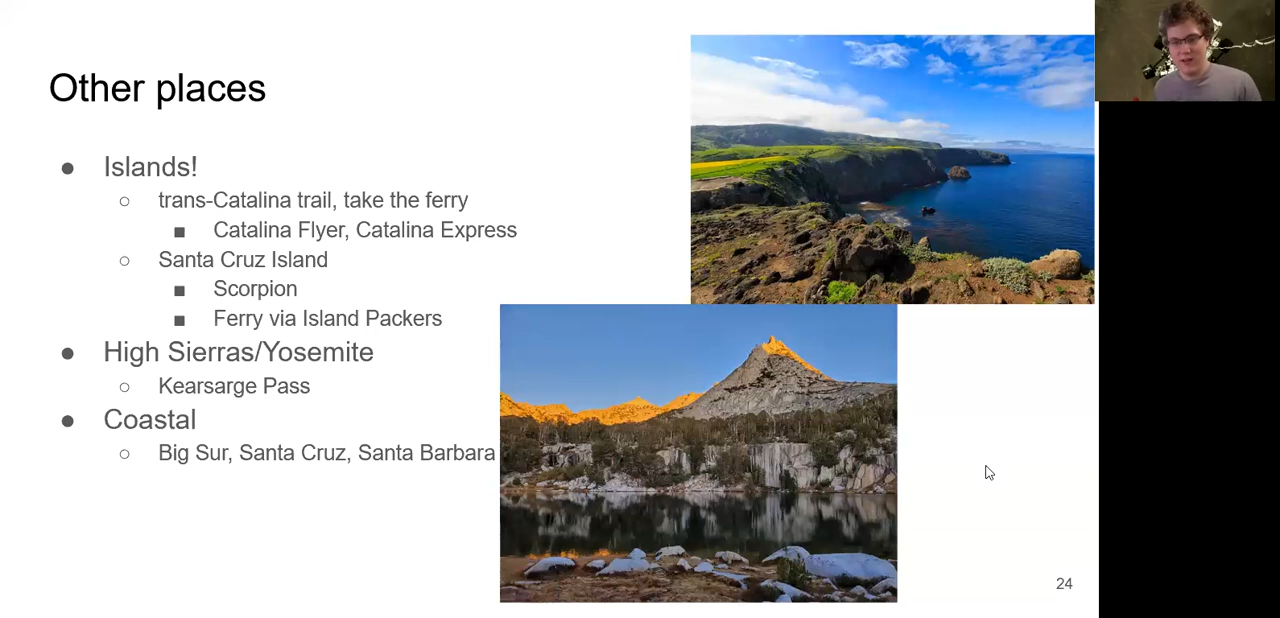 Other places
● Islands!
○ trans-Catalina trail, take the ferry
■ Catalina Flyer, Catalina Express
○ Santa Cruz Island
■ Scorpion
■ Ferry via Island Packers
● High Sierras/Yosemite
○ Kearsarge Pass
● Coastal
○ Big Sur, Santa Cruz, Santa Barbara
24